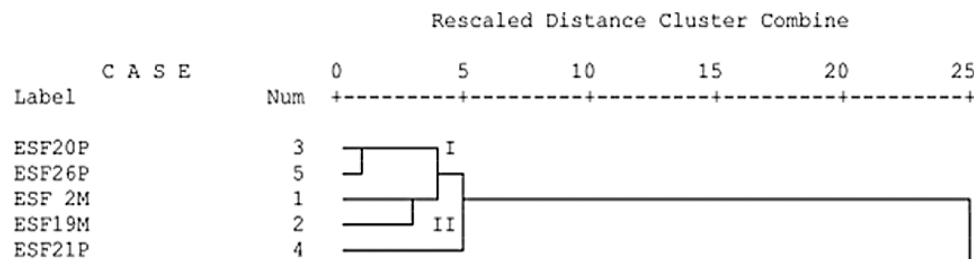 Rescaled Distance Cluster Combine
C A S E 0 5 10 15 20 25
Label Num +---------+---------+---------+---------+---------+
ESF20P 3 I
ESF26P 5
ESF 2M 1
ESF19M 2 II
ESF21P 4